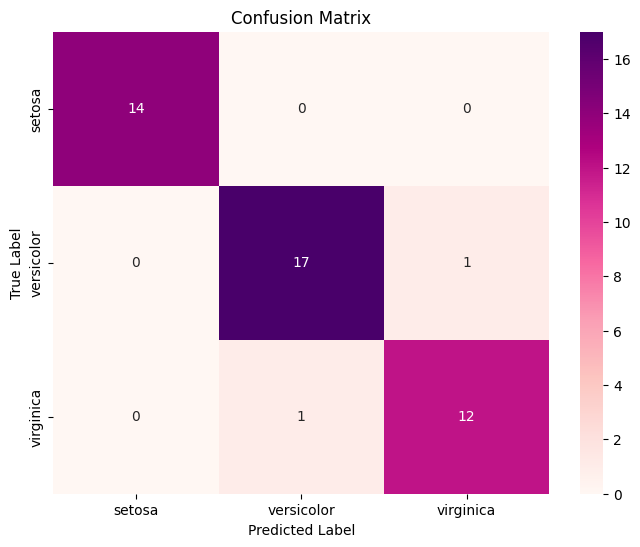 Confusion Matrix
True Label
setosa
14 0 0
versicolor
0 17 1
virginica
0 1 12
setosa versicolor virginica
Predicted Label
16
14
12
10
8
6
4
2
0